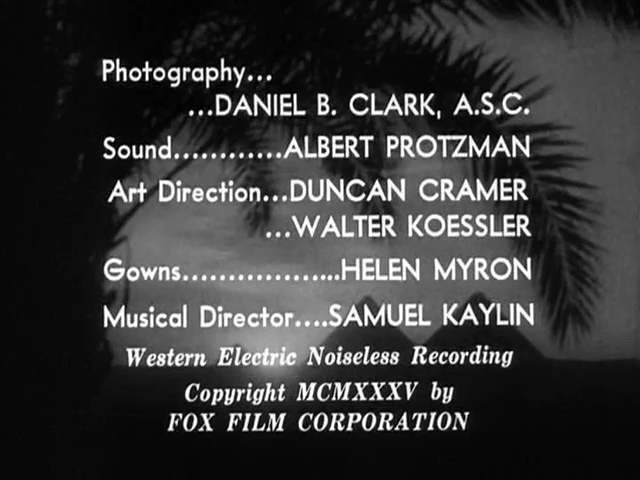 Photography...
...DANIEL B. CLARK, A.S.C.
Sound............ALBERT PROTZMAN
Art Direction...DUNCAN CRAMER
...WALTER KOESSLER
Gowns..................HELEN MYRON
Musical Director....SAMUEL KAYLIN
Western Electric Noiseless Recording
Copyright MCMXXXV by
FOX FILM CORPORATION